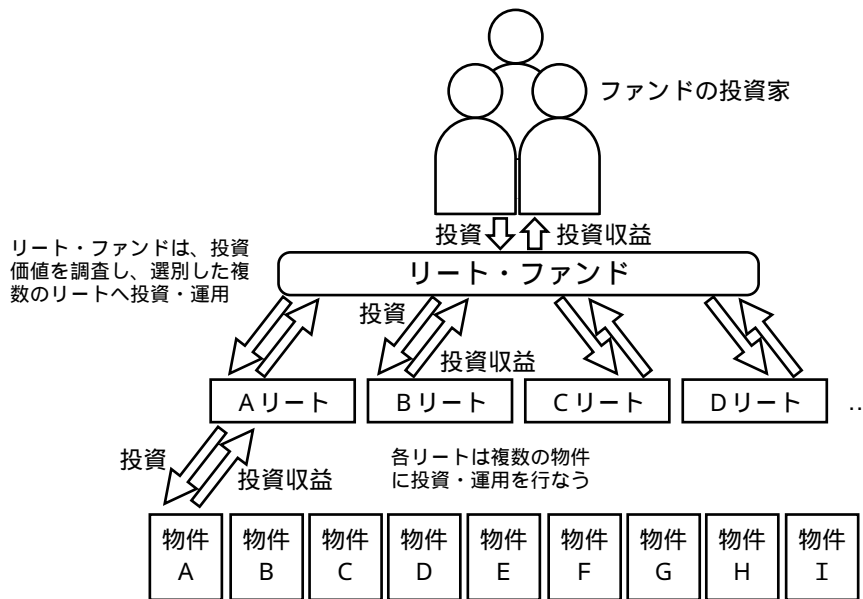 ファンドの投資家
投資
投資収益
リート・ファンドは、投資
価値を調査し、選別した複
数のリートへ投資・運用
リート・ファンド
投資
投資収益
Aリート
Bリート
Cリート
Dリート
…
投資
投資収益
各リートは複数の物件
に投資・運用を行なう
物件
A
物件
B
物件
C
物件
D
物件
E
物件
F
物件
G
物件
H
物件
I